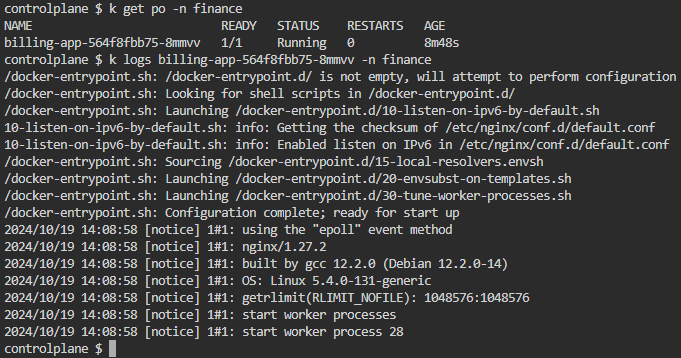 controlplane $ k get po -n finance
NAME                           READY   STATUS    RESTARTS   AGE
billing-app-564f8fbb75-8mmvv   1/1     Running   0          8m48s
controlplane $ k logs billing-app-564f8fbb75-8mmvv -n finance
/docker-entrypoint.sh: /docker-entrypoint.d/ is not empty, will attempt to perform configuration
/docker-entrypoint.sh: Looking for shell scripts in /docker-entrypoint.d/
/docker-entrypoint.sh: Launching /docker-entrypoint.d/10-listen-on-ipv6-by-default.sh
10-listen-on-ipv6-by-default.sh: info: Getting the checksum of /etc/nginx/conf.d/default.conf
10-listen-on-ipv6-by-default.sh: info: Enabled listen on IPv6 in /etc/nginx/conf.d/default.conf
/docker-entrypoint.sh: Sourcing /docker-entrypoint.d/15-local-resolvers.envsh
/docker-entrypoint.sh: Launching /docker-entrypoint.d/20-envsubst-on-templates.sh
/docker-entrypoint.sh: Launching /docker-entrypoint.d/30-tune-worker-processes.sh
/docker-entrypoint.sh: Configuration complete; ready for start up
2024/10/19 14:08:58 [notice] 1#1: using the "epoll" event method
2024/10/19 14:08:58 [notice] 1#1: nginx/1.27.2
2024/10/19 14:08:58 [notice] 1#1: built by gcc 12.2.0 (Debian 12.2.0-14)
2024/10/19 14:08:58 [notice] 1#1: OS: Linux 5.4.0-131-generic
2024/10/19 14:08:58 [notice] 1#1: getrlimit(RLIMIT_NOFILE): 1048576:1048576
2024/10/19 14:08:58 [notice] 1#1: start worker processes
2024/10/19 14:08:58 [notice] 1#1: start worker process 28
controlplane $